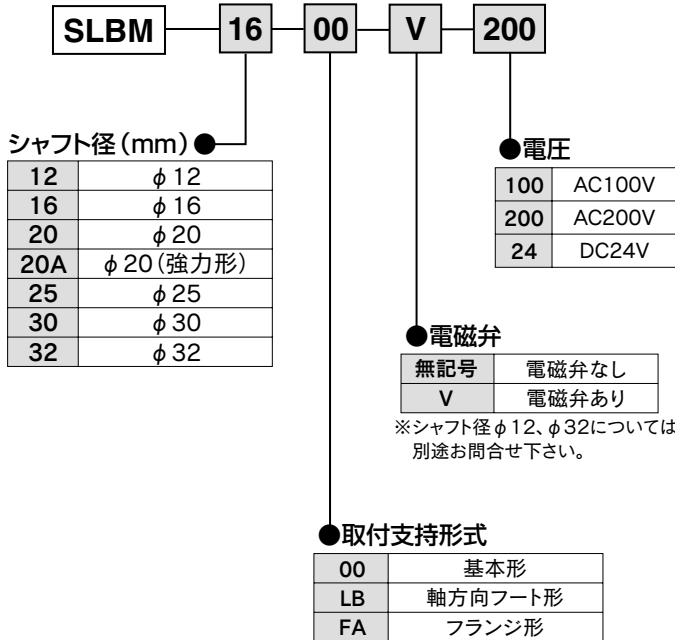 SLBM 16 00 V 200
シャフト径(mm)●
12 φ12
16 φ16
20 φ20
20A φ20(強力形)
25 φ25
30 φ30
32 φ32
●電圧
100 AC100V
200 AC200V
24 DC24V
●電磁弁
無記号 電磁弁なし
V 電磁弁あり
※シャフト径φ12、φ32については
別途お問合せ下さい。
●取付支持形式
00 基本形
LB 軸方向フート形
FA フランジ形